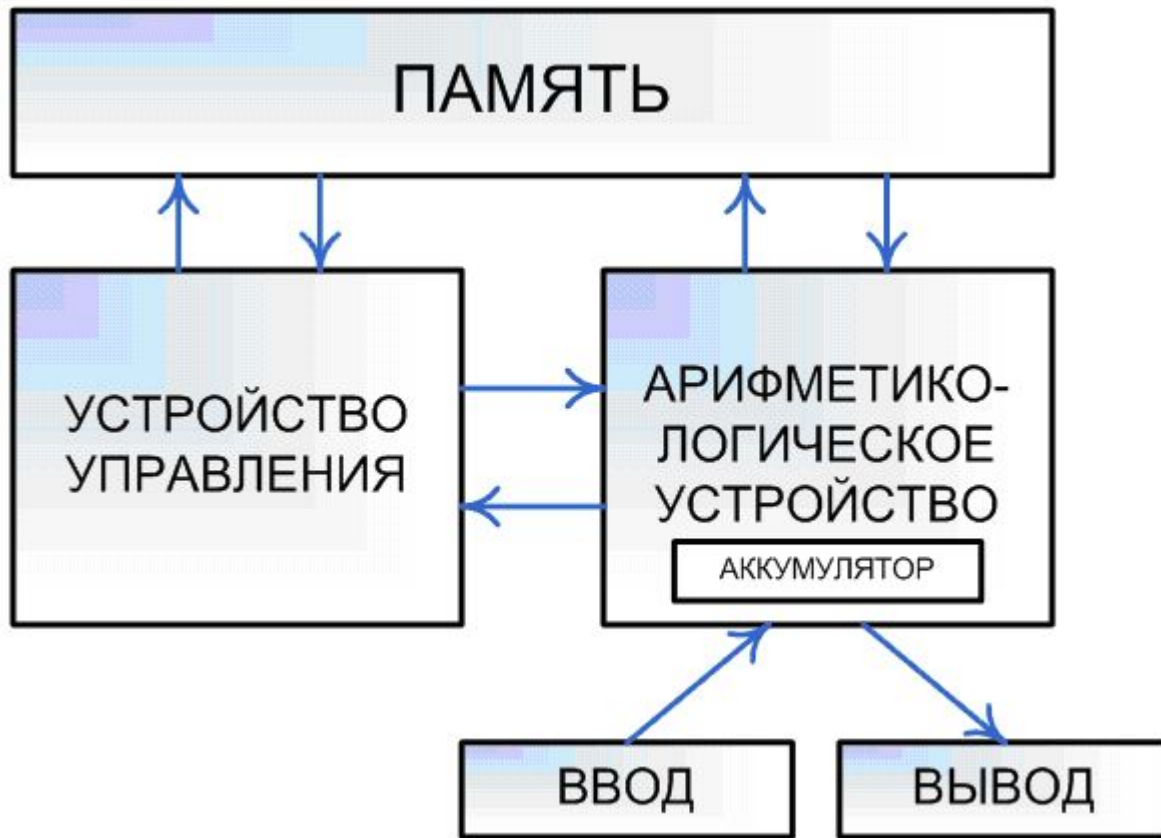 ПАМЯТЬ
УСТРОЙСТВО
УПРАВЛЕНИЯ
АРИФМЕТИКО-
ЛОГИЧЕСКОЕ
УСТРОЙСТВО
АККУМУЛЯТОР
ВВОД
ВЫВОД